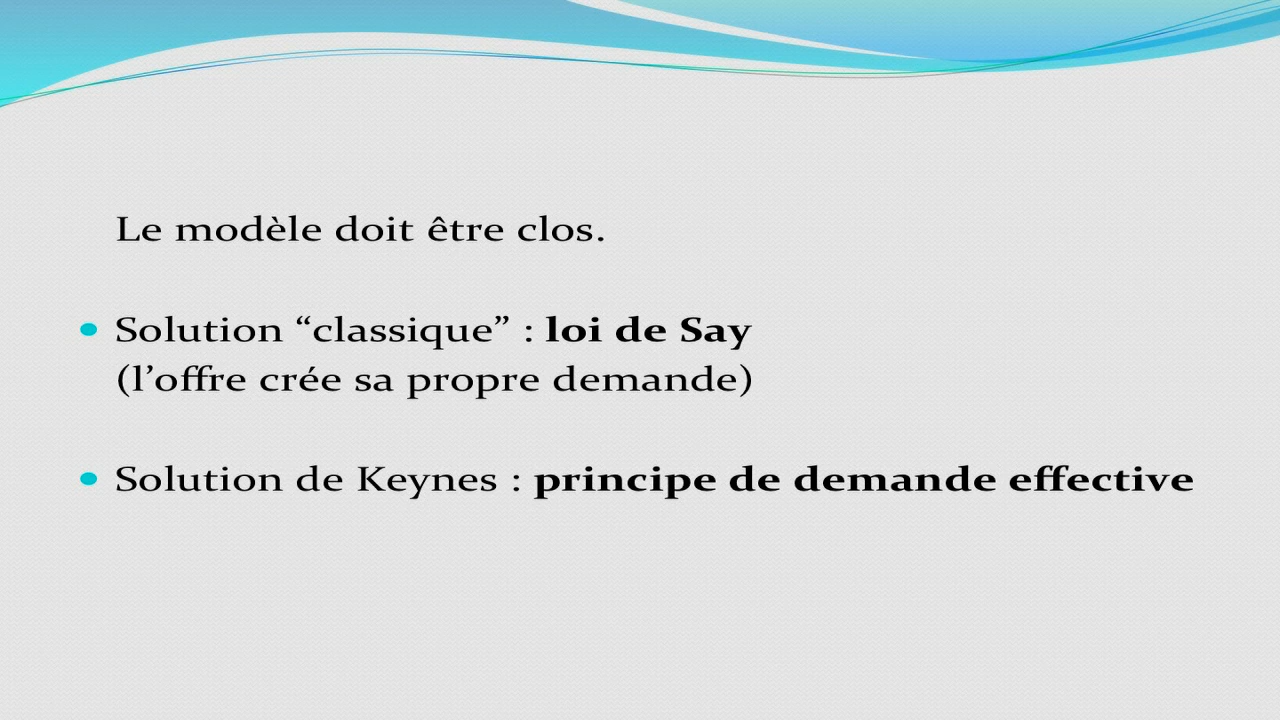 Le modèle doit être clos.
Solution “classique” : loi de Say
(l’offre crée sa propre demande)
Solution de Keynes : principe de demande effective